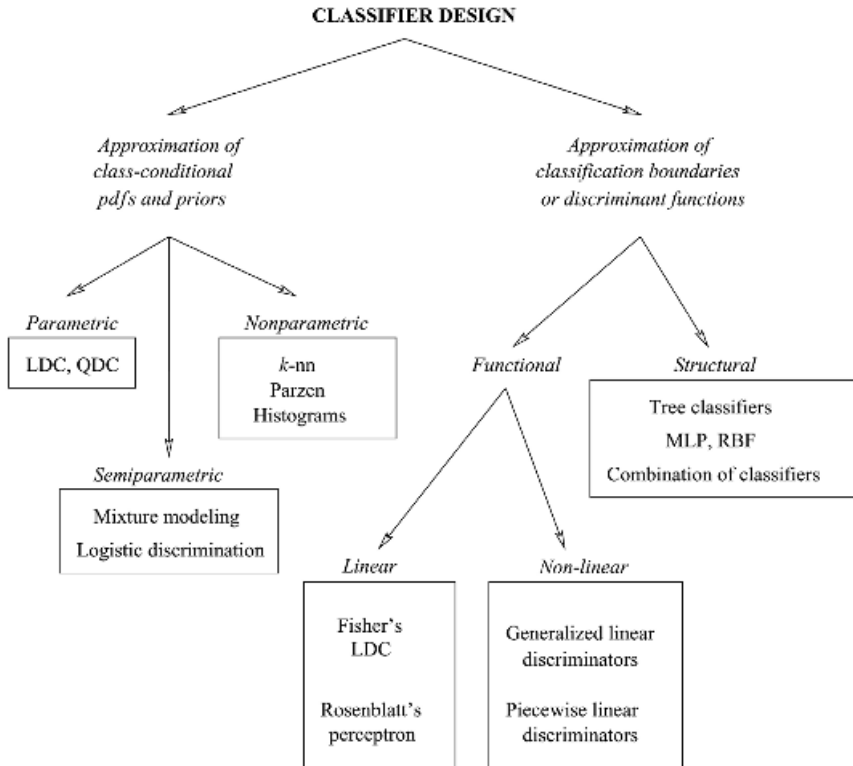 CLASSIFIER DESIGN
Approximation of
class-conditional
pdfs and priors
Approximation of
classification boundaries
or discriminant functions
Parametric
LDC, QDC
Nonparametric
k-nn
Parzen
Histograms
Semiparametric
Mixture modeling
Logistic discrimination
Functional
Structural
Tree classifiers
MLP, RBF
Combination of classifiers
Linear
Fisher's
LDC
Rosenblatt's
perceptron
Non-linear
Generalized linear
discriminators
Piecewise linear
discriminators